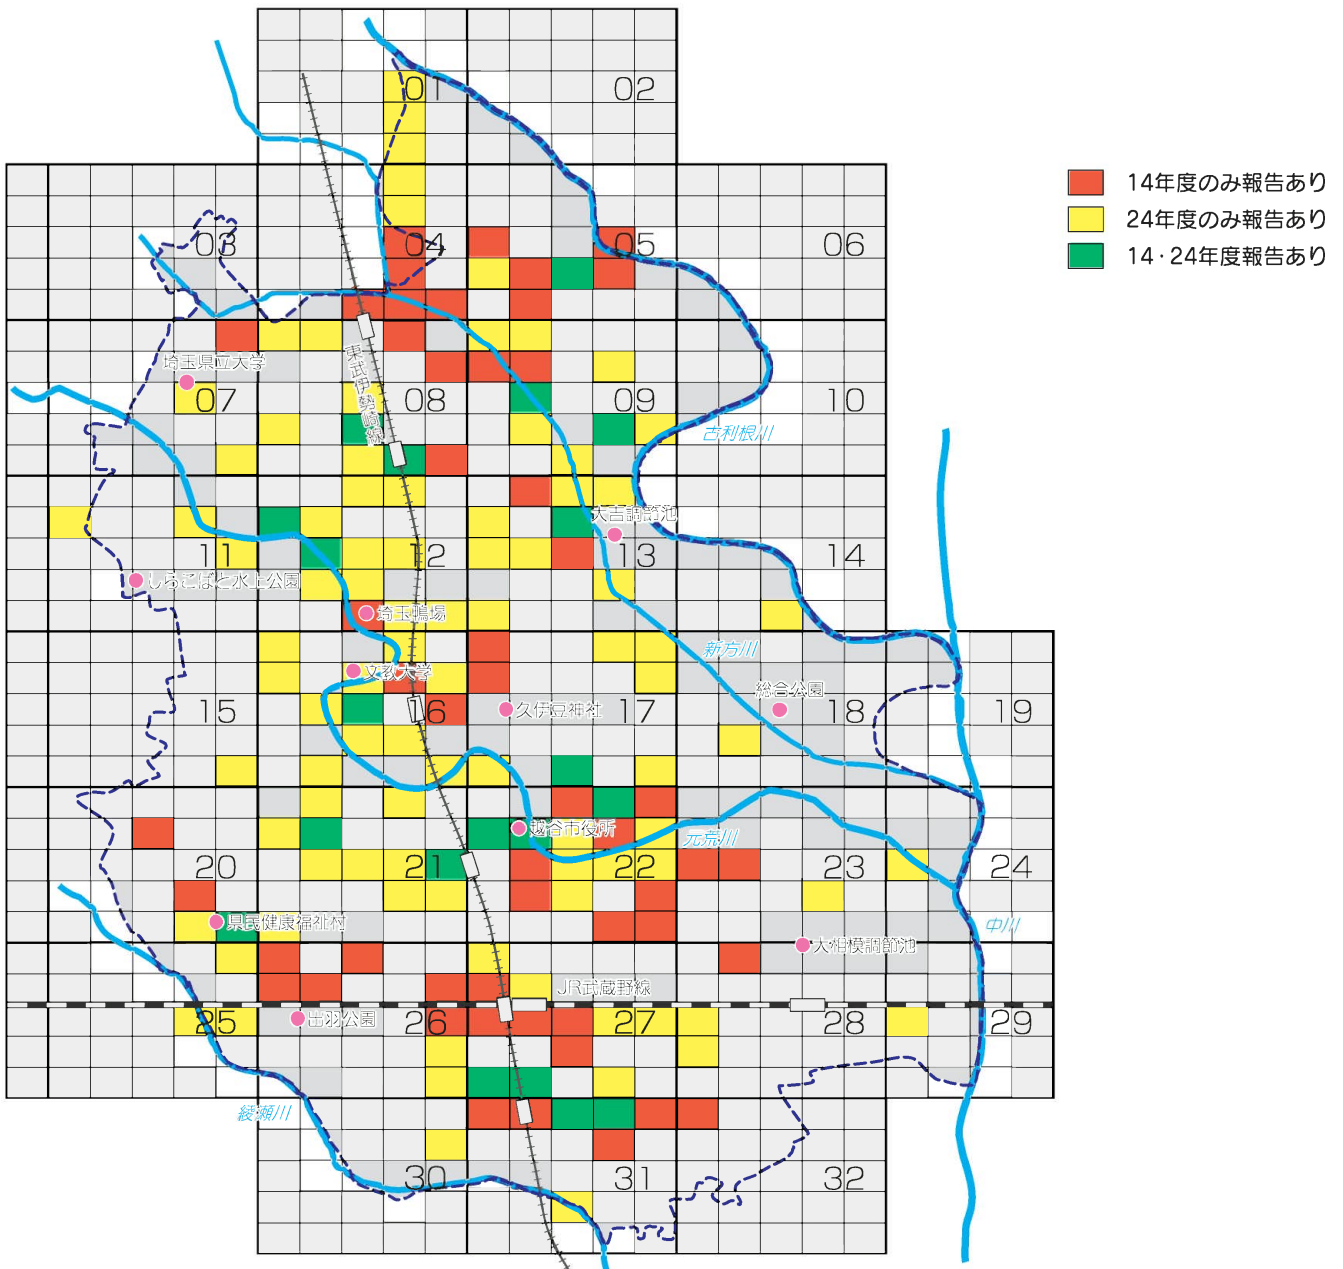 01
02
14年度のみ報告あり
24年度のみ報告あり
14・24年度報告あり
03
04
05
06
東武伊勢崎線
埼玉県立大学
07
08
09
10
古利根川
大吉調節池
11
12
13
14
しらこばと水上公園
埼玉鴨場
新方川
文教大学
総合公園
15
16
久伊豆神社
17
18
19
越谷市役所
元荒川
20
21
22
23
24
県民健康福祉村
中川
大相模調節池
JR武蔵野線
25
出羽公園
26
27
28
29
綾瀬川
30
31
32